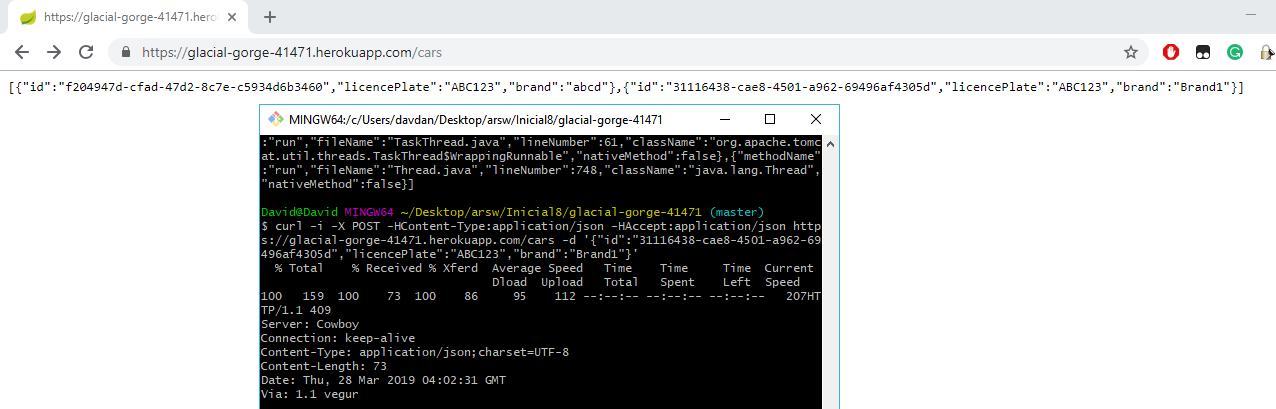 https://glacial-gorge-41471.hero
https://glacial-gorge-41471.herokuapp.com/cars
[{"id":"f204947d-cfad-47d2-8c7e-c5934d6b3460","licencePlate":"ABC123","brand":"abcd"},{"id":"31116438-cae8-4501-a962-69496af4305d","licencePlate":"ABC123","brand":"Brand1"}]
MINGW64:/c/Users/davdan/Desktop/arsw/Inicial8/glacial-gorge-41471
:"run","fileName":"TaskThread.java","lineNumber":61,"className":"org.apache.tomc
at.util.threads.TaskThread$WrappingRunnable","nativeMethod":false},{"methodName"
:"run","fileName":"Thread.java","lineNumber":748,"className":"java.lang.Thread",
"nativeMethod":false}]
David@David MINGW64 ~/Desktop/arsw/Inicial8/glacial-gorge-41471 (master)
$ curl -i -X POST -HContent-Type:application/json -HAccept:application/json http
s://glacial-gorge-41471.herokuapp.com/cars -d '{"id":"31116438-cae8-4501-a962-69
496af4305d","licencePlate":"ABC123","brand":"Brand1"}'
% Total % Received % Xferd Average Speed Time Time Time Current
Dload Upload Total Spent Left Speed
100 159 100 73 100 86 95 112 --:--:-- --:--:-- --:--:-- 207HT
TP/1.1 409
Server: Cowboy
Connection: keep-alive
Content-Type: application/json;charset=UTF-8
Content-Length: 73
Date: Thu, 28 Mar 2019 04:02:31 GMT
Via: 1.1 vegur